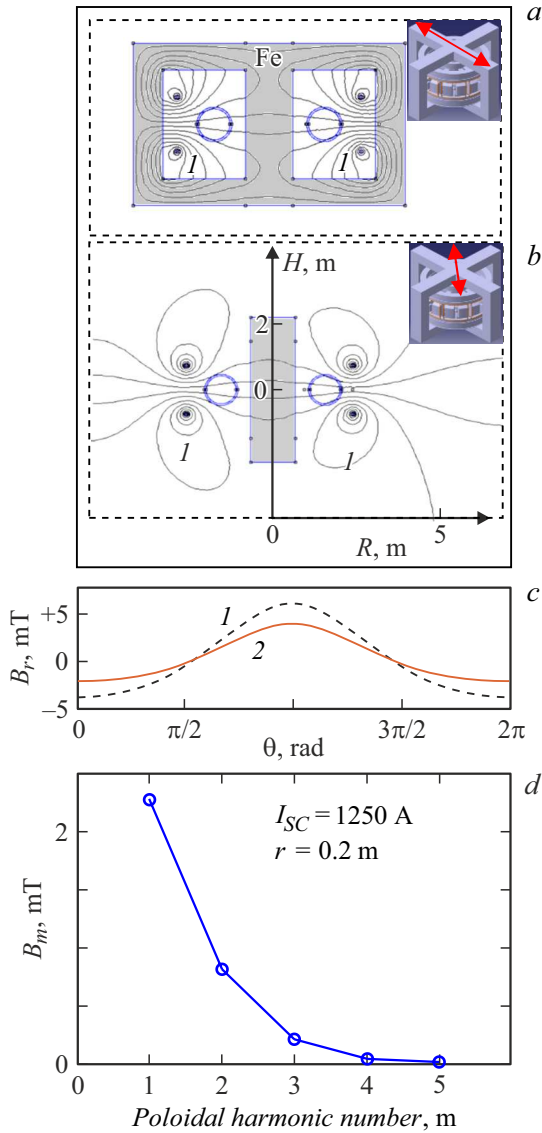 a
Fe
1
1
b
H, m
2
0
1
1
0
5
R, m
c
+5
0
−5
B_r, mT
1
2
0
π/2
3π/2
2π
θ, rad
d
2
0
B_m, mT
I_SC = 1250 A
r = 0.2 m
0
1
2
3
4
5
Poloidal harmonic number, m